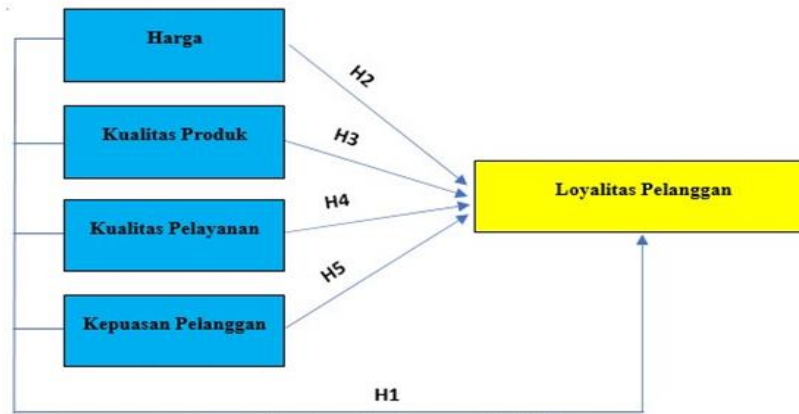 Harga
H2
Kualitas Produk
H3
Loyalitas Pelanggan
Kualitas Pelayanan
H4
H5
Kepuasan Pelanggan
H1